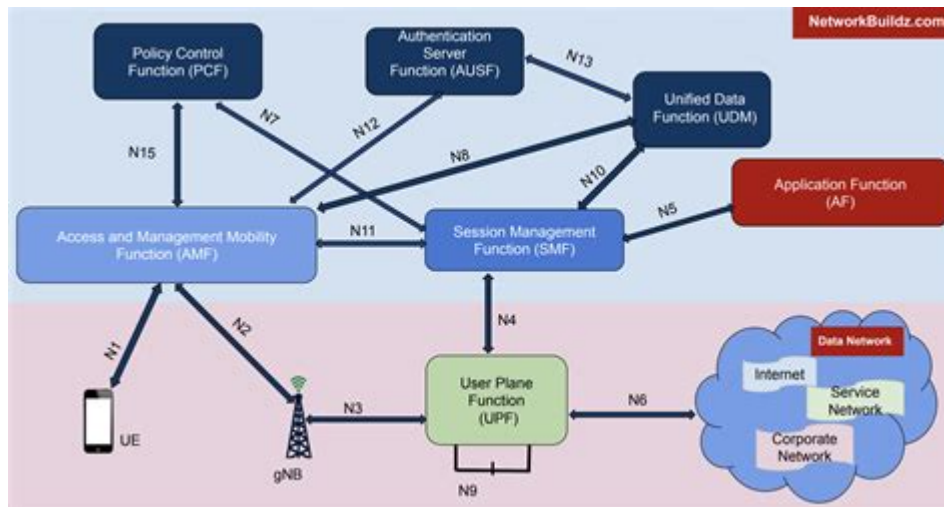 NetworkBuildz.com
Policy Control
Function (PCF)
Authentication
Server
Function (AUSF)
N13
Unified Data
Function (UDM)
N7
N12
N15
N8
N10
Application Function
(AF)
N5
Access and Management Mobility
Function (AMF)
N11
Session Management
Function (SMF)
N1
N2
N4
Data Network
Internet
Service
Network
Corporate
Network
User Plane
Function
(UPF)
N3
N6
UE
gNB
N9